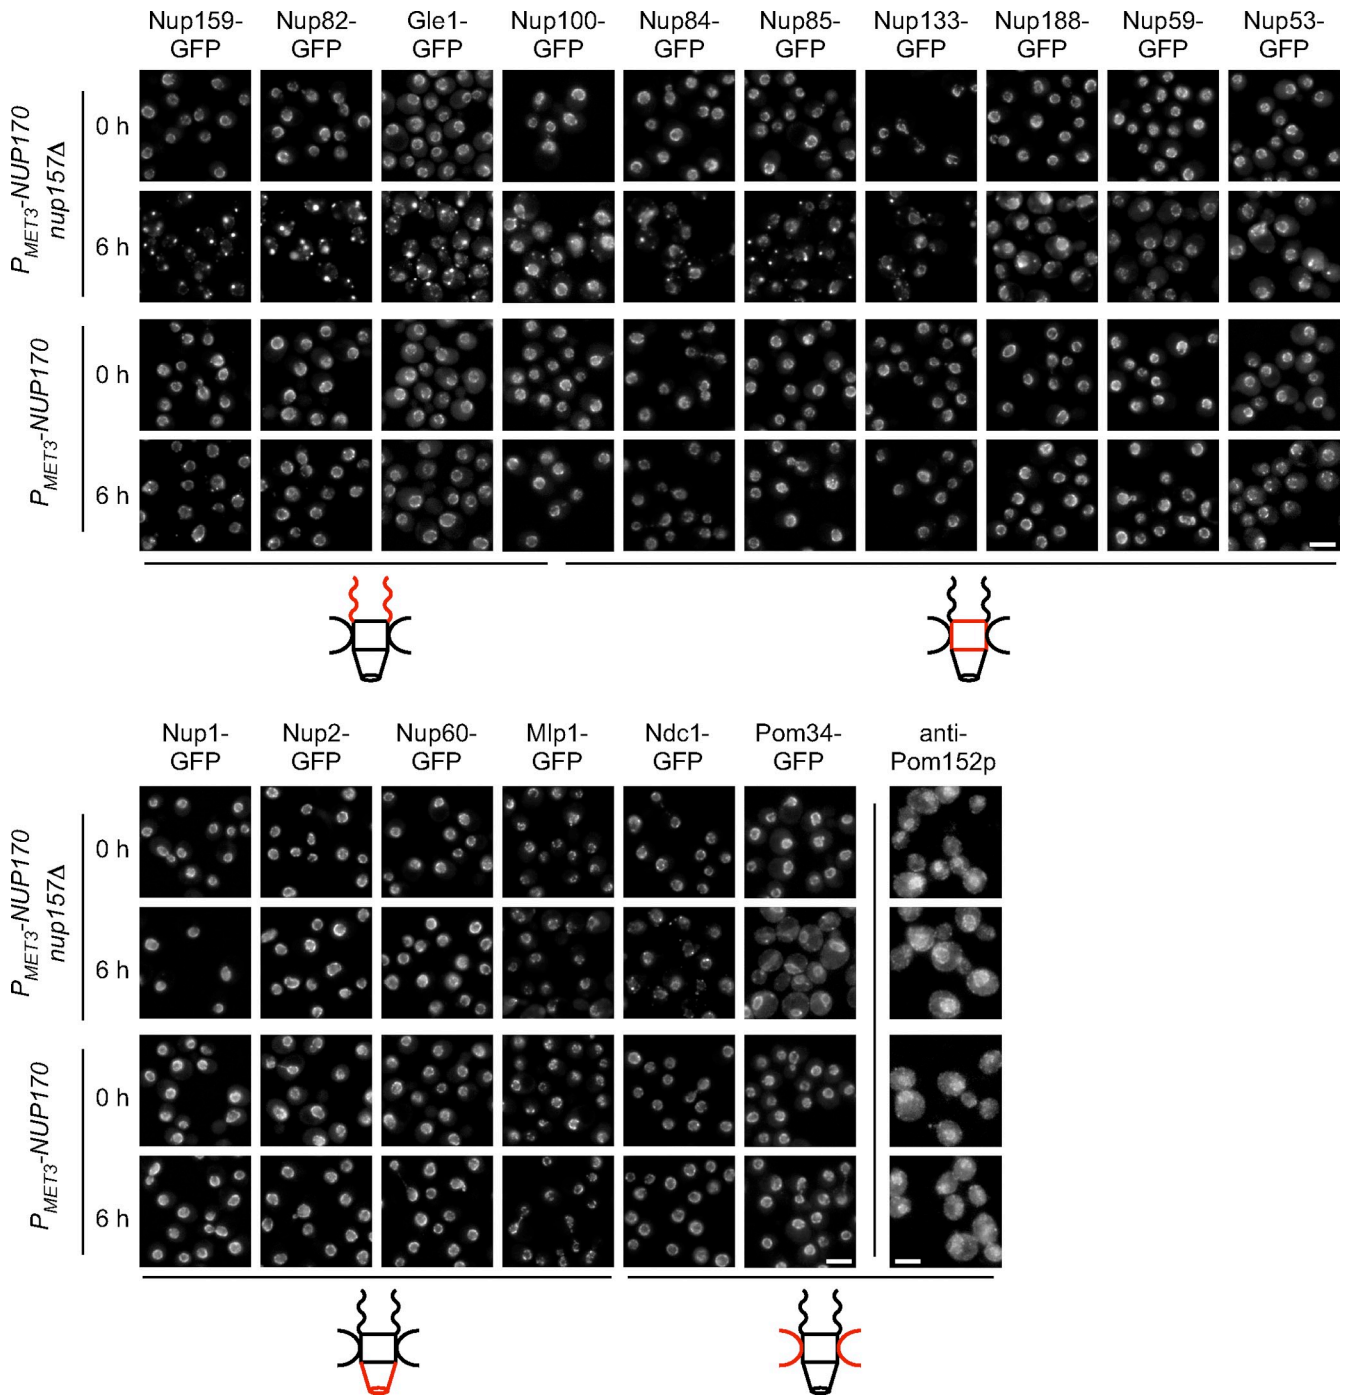 Nup159-GFP Nup82-GFP Gle1-GFP Nup100-GFP Nup84-GFP Nup85-GFP Nup133-GFP Nup188-GFP Nup59-GFP Nup53-GFP
PMET3-NUP170
nup157Δ
0 h
6 h
PMET3-NUP170
0 h
6 h
Nup1-GFP Nup2-GFP Nup60-GFP Mlp1-GFP Ndc1-GFP Pom34-GFP anti-Pom152p
PMET3-NUP170
nup157Δ
0 h
6 h
PMET3-NUP170
0 h
6 h